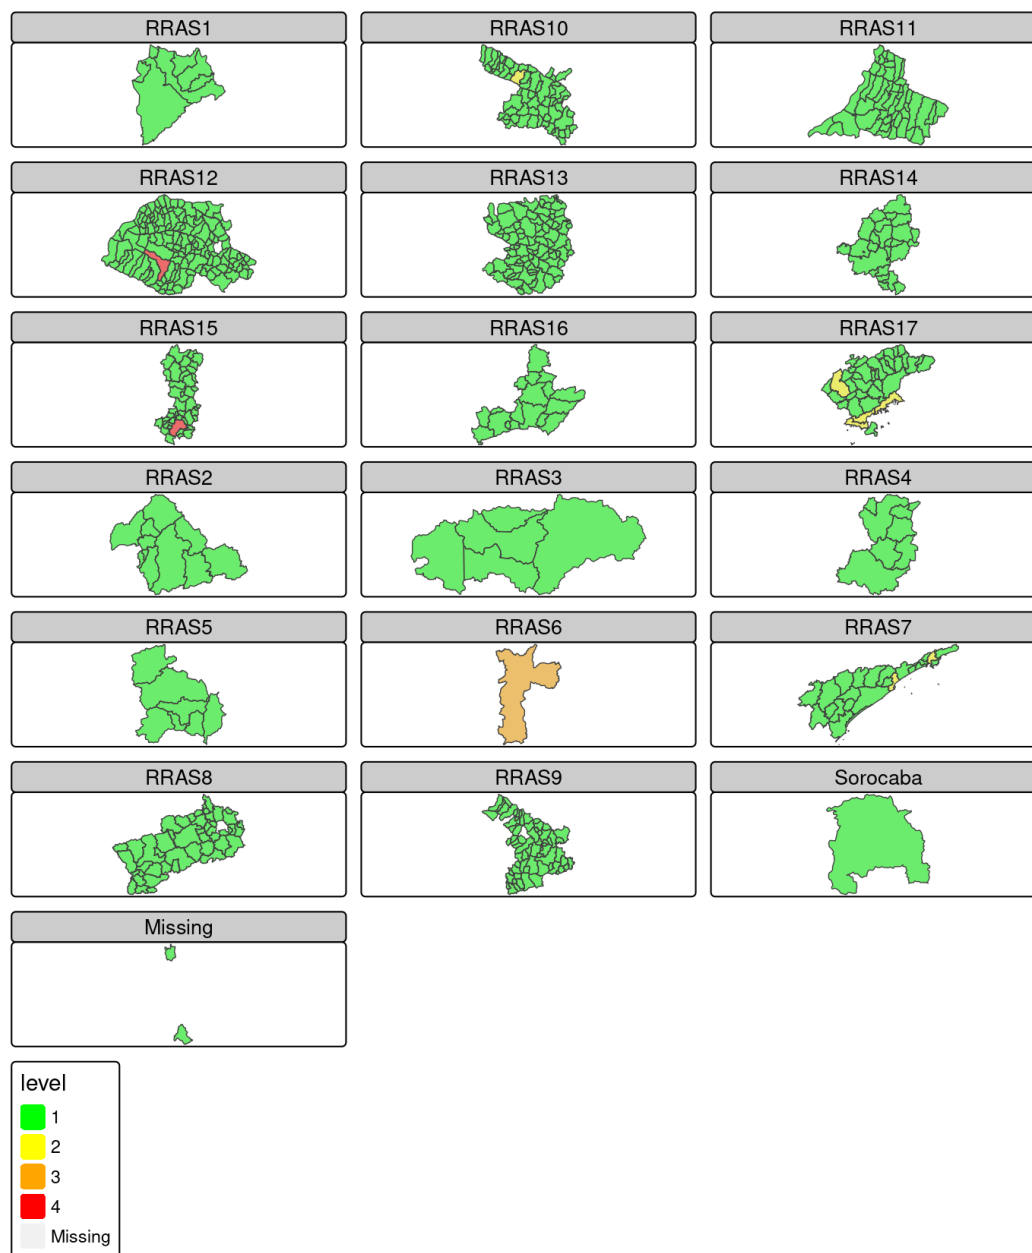 RRAS1
RRAS10
RRAS11
RRAS12
RRAS13
RRAS14
RRAS15
RRAS16
RRAS17
RRAS2
RRAS3
RRAS4
RRAS5
RRAS6
RRAS7
RRAS8
RRAS9
Sorocaba
Missing
level
1
2
3
4
Missing